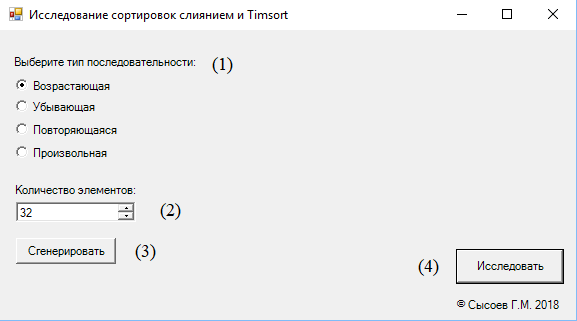 Исследование сортировок слиянием и Timsort
Выберите тип последовательности: (1)
Возрастающая
Убывающая
Повторяющаяся
Произвольная
Количество элементов:
32 (2)
Сгенерировать (3)
(4) Исследовать
© Сысоев Г.М. 2018